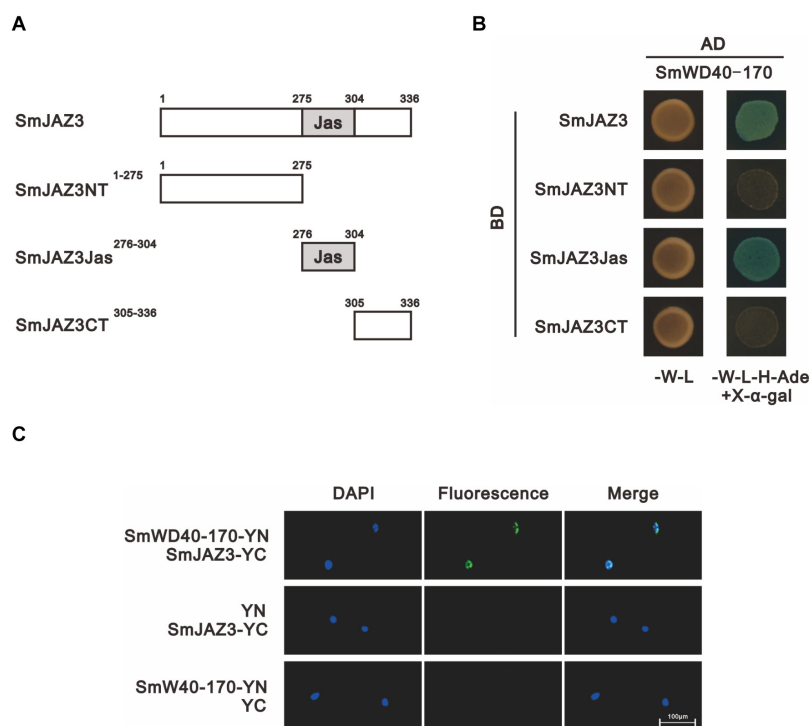 A
1 275 304 336
SmJAZ3 Jas
1 275
SmJAZ3NT 1-275
276 304
SmJAZ3Jas 276-304 Jas
305 336
SmJAZ3CT 305-336
B
AD
SmWD40-170
BD
SmJAZ3
SmJAZ3NT
SmJAZ3Jas
SmJAZ3CT
-W-L
-W-L-H-Ade
+X-α-gal
C
DAPI Fluorescence Merge
SmWD40-170-YN
SmJAZ3-YC
YN
SmJAZ3-YC
SmW40-170-YN
YC
100μm